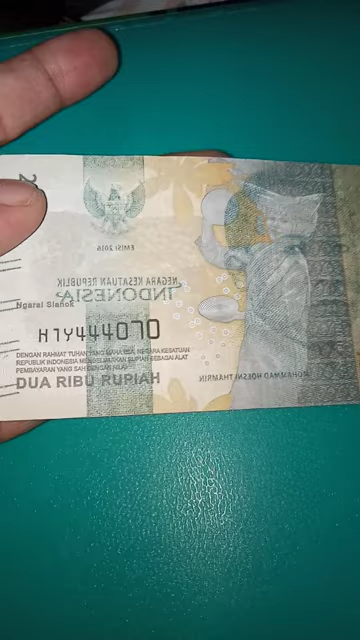 EMISI 2016
NEGARA KESATUAN REPUBLIK
INDONESIA
Ngarai Sianok
DENGAN RAHMAT TUHAN YANG MAHA ESA, NEGARA KESATUAN
REPUBLIK INDONESIA MENGELUARKAN RUPIAH SEBAGAI ALAT
PEMBAYARAN YANG SAH DENGAN NILAI
DUA RIBU RUPIAH
MOHAMMAD HOESNI THAMRIN